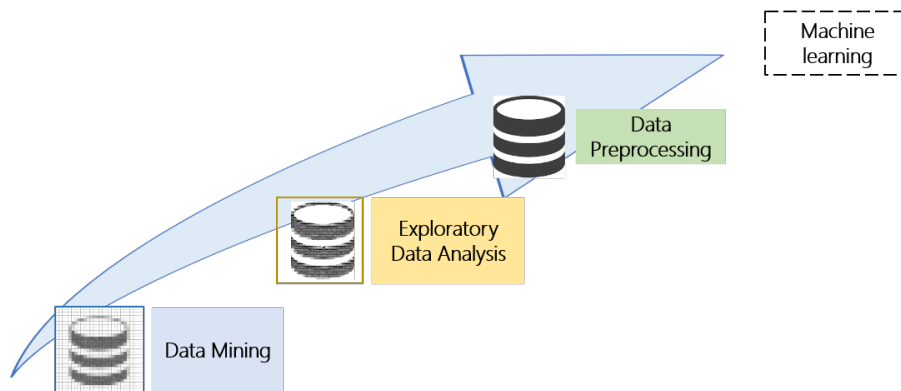 Machine
learning
Data
Preprocessing
Exploratory
Data Analysis
Data Mining